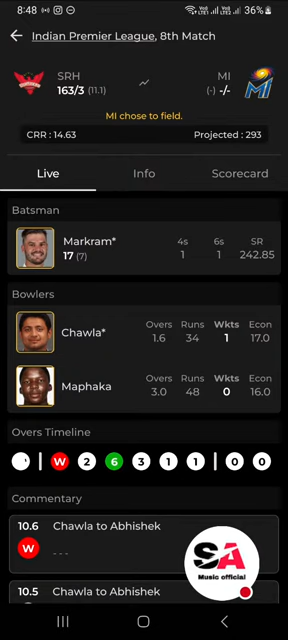 8:48
36%
Indian Premier League, 8th Match
SRH
163/3 (11.1)
MI
(-) -/-
MI chose to field.
CRR : 14.63
Projected : 293
Live
Info
Scorecard
Batsman
Markram*
17 (7)
4s
1
6s
1
SR
242.85
Bowlers
Chawla*
Overs Runs Wkts Econ
1.6 34 1 17.0
Maphaka
Overs Runs Wkts Econ
3.0 48 0 16.0
Overs Timeline
W 2 6 3 1 1 0 0
Commentary
10.6 Chawla to Abhishek
W
---
10.5 Chawla to Abhishek
SA
Music official